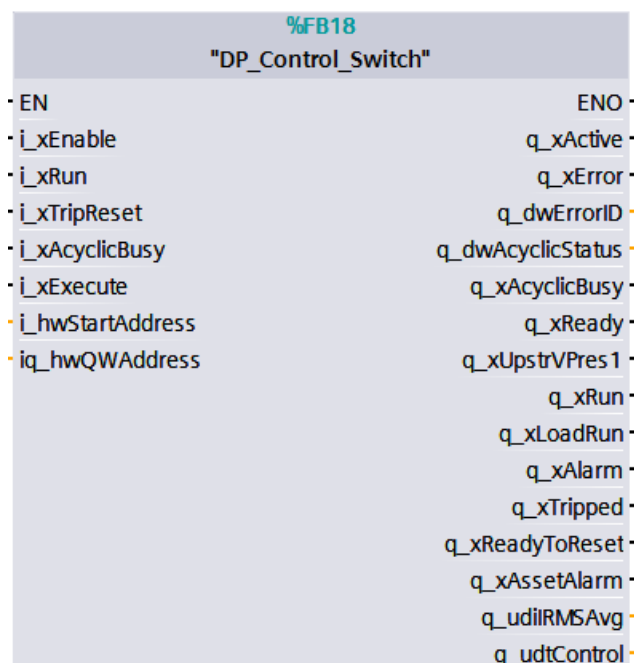 %FB18
"DP_Control_Switch"
EN ENO
i_xEnable q_xActive
i_xRun q_xError
i_xTripReset q_dwErrorID
i_xAcyclicBusy q_dwAcyclicStatus
i_xExecute q_xAcyclicBusy
i_hwStartAddress q_xReady
iq_hwQWAddress q_xUpstrVPres1
q_xRun
q_xLoadRun
q_xAlarm
q_xTripped
q_xReadyToReset
q_xAssetAlarm
q_udiIRMSAvg
q_udtControl